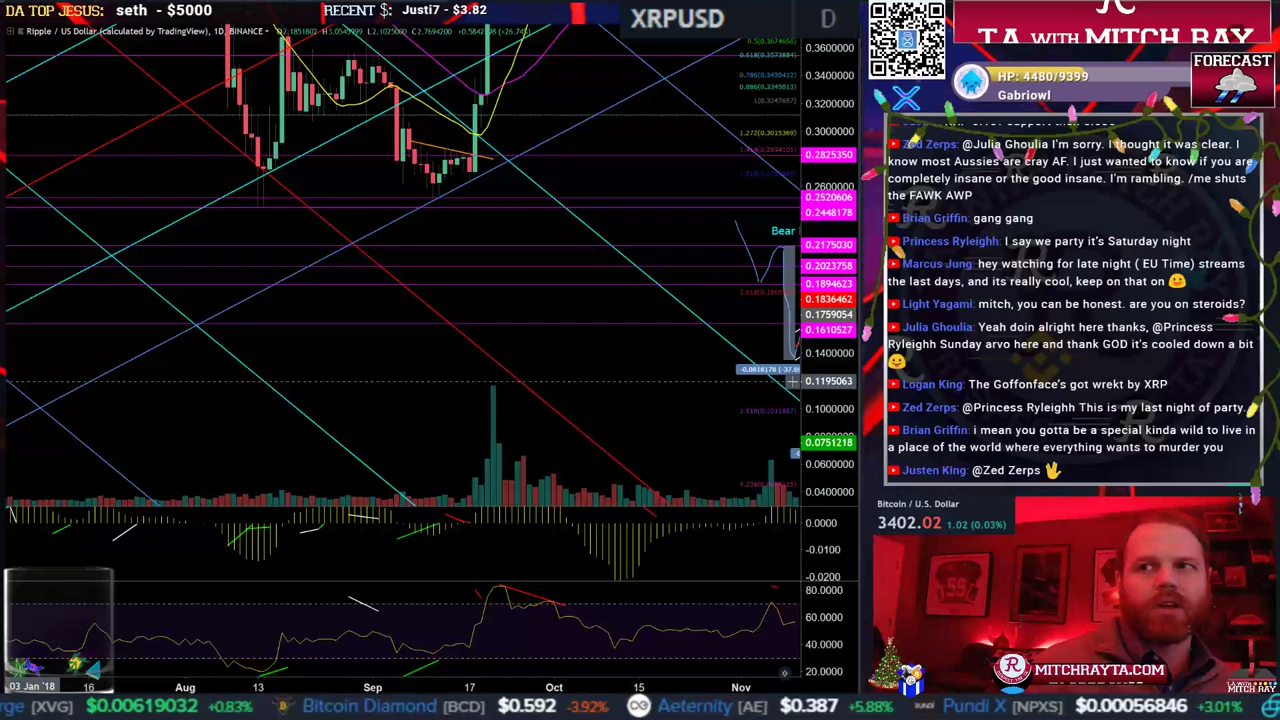 DA TOP JESUS: seth - $5000
RECENT $: Justi7 - $3.82
XRPUSD
D
TA WITH MITCH RAY
HP: 4480/9399
Gabriowl
FORECAST
Ripple / US Dollar (calculated by TradingView), 1D, BINANCE
0.3600000
0.3400000
0.3200000
0.3000000
0.2825350
0.2600000
0.2520606
0.2448178
0.2175030
0.2023758
0.1894623
0.1836462
0.1759054
0.1610527
0.1400000
0.1195063
0.1000000
0.0751218
0.0600000
0.0400000
0.0000
-0.0100
-0.0200
80.0000
60.0000
40.0000
20.0000
Bear
1(0.3247657)
1.272(0.3015369)
Zed Zerps: @Julia Ghoulia I'm sorry. I thought it was clear. I
know most Aussies are cray AF. I just wanted to know if you are
completely insane or the good insane. I'm rambling. /me shuts
the FAWK AWP
Brian Griffin: gang gang
Princess Ryleighh: I say we party it's Saturday night
Marcus Jung: hey watching for late night ( EU Time) streams
the last days, and its really cool, keep on that on
Light Yagami: mitch, you can be honest. are you on steroids?
Julia Ghoulia: Yeah doin alright here thanks, @Princess
Ryleighh Sunday arvo here and thank GOD it's cooled down a bit
Logan King: The Goffonface's got wrekt by XRP
Zed Zerps: @Princess Ryleighh This is my last night of party.
Brian Griffin: i mean you gotta be a special kinda wild to live in
a place of the world where everything wants to murder you
Justen King: @Zed Zerps
Bitcoin / U.S. Dollar
3402.02 1.02 (0.03%)
59
MITCHRAYTA.COM
03 Jan '18
16
Aug
13
Sep
17
Oct
15
Nov
rge [XVG] $0.00619032 +0.83% Bitcoin Diamond [BCD] $0.592 -3.92% Aeternity [AE] $0.387 +5.88% Pundi X [NPXS] $0.00056846 +3.01%